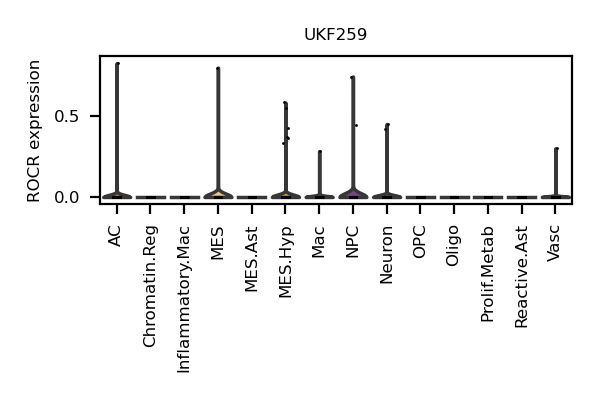 UKF259
ROCR expression
0.5
0.0
AC
Chromatin.Reg
Inflammatory.Mac
MES
MES.Ast
MES.Hyp
Mac
NPC
Neuron
OPC
Oligo
Prolif.Metab
Reactive.Ast
Vasc